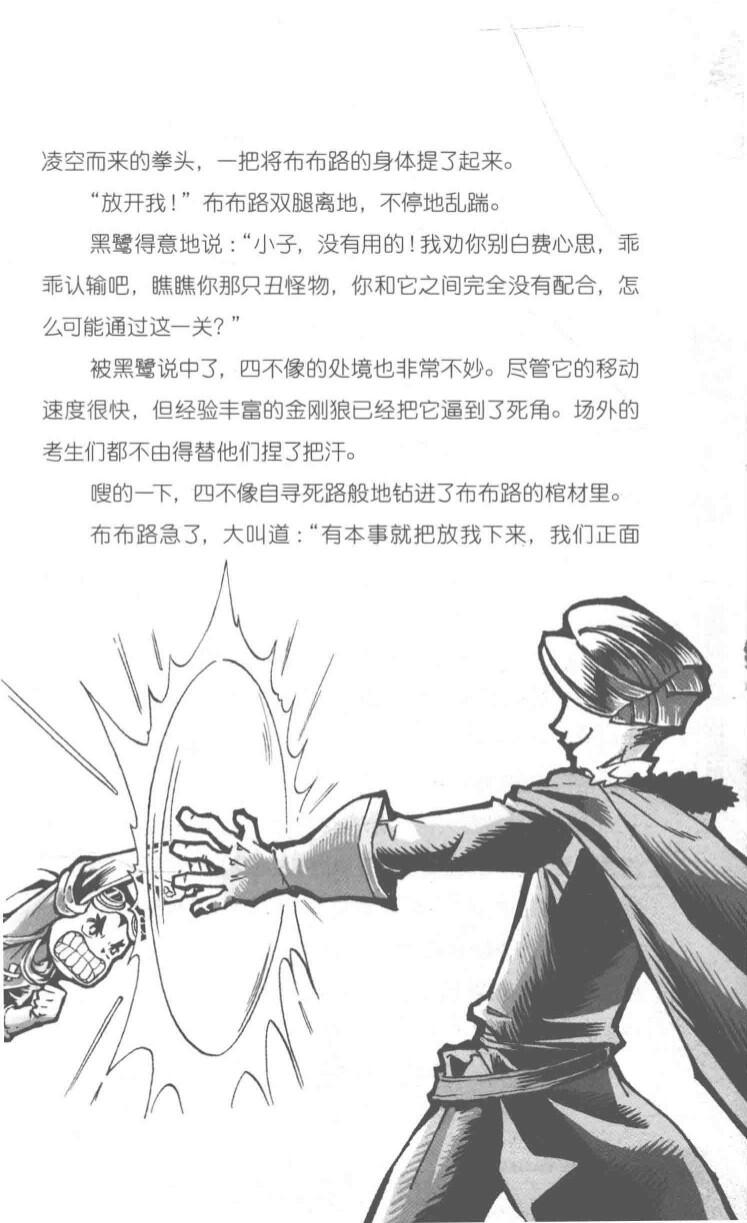 凌空而来的拳头，一把将布布路的身体提了起来。
“放开我！”布布路双腿离地，不停地乱踹。
黑鹭得意地说：“小子，没有用的！我劝你别白费心思，乖
乖认输吧，瞧瞧你那只丑怪物，你和它之间完全没有配合，怎
么可能通过这一关？”
被黑鹭说中了，四不像的处境也非常不妙。尽管它的移动
速度很快，但经验丰富的金刚狼已经把它逼到了死角。场外的
考生们都不由得替他们捏了把汗。
嗖的一下，四不像自寻死路般地钻进了布布路的棺材里。
布布路急了，大叫道：“有本事就把放我下来，我们正面